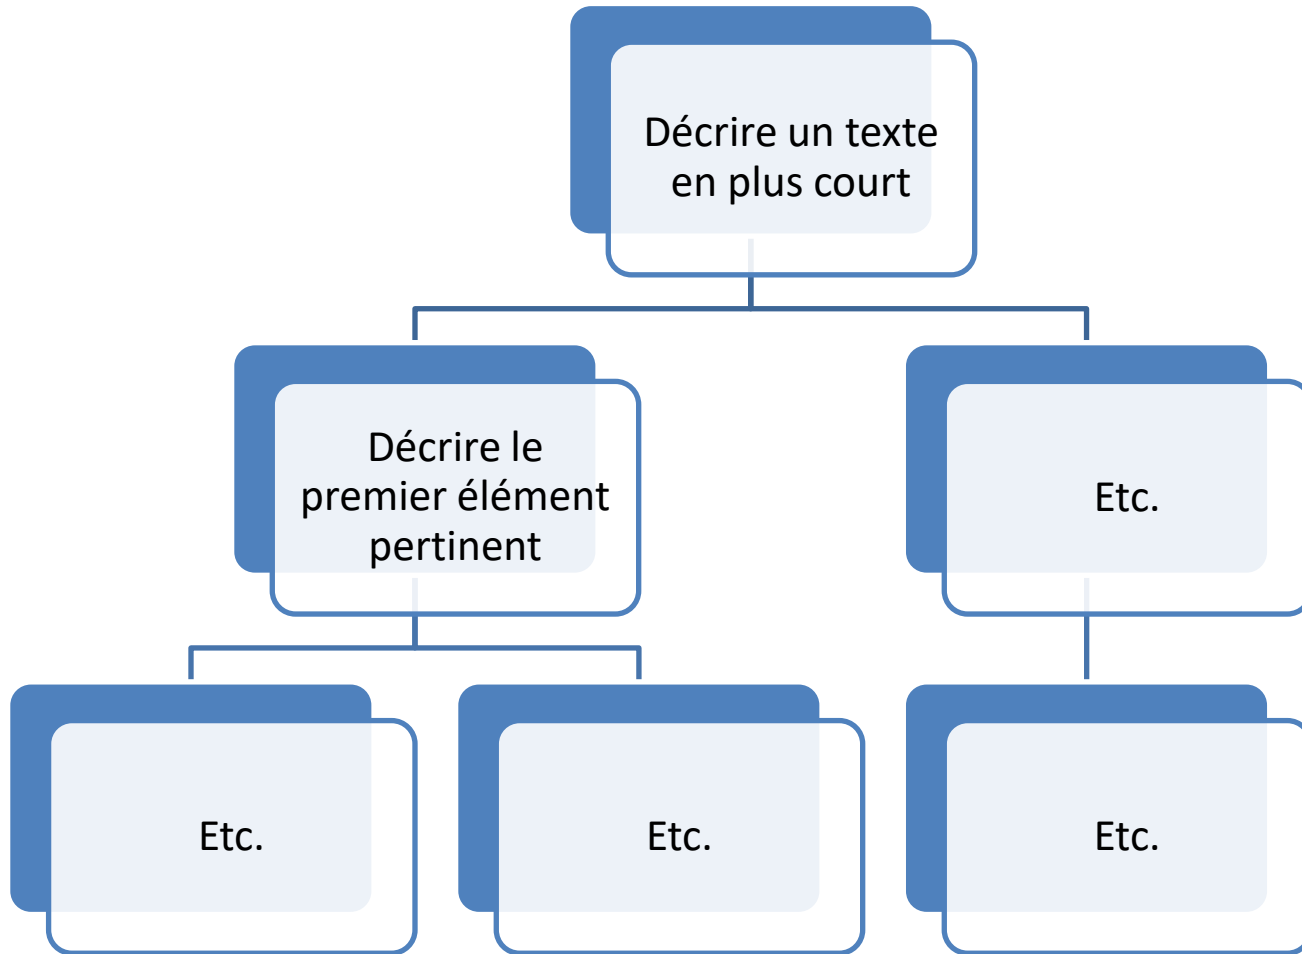 Décrire un texte
en plus court
Décrire le
premier élément
pertinent
Etc.
Etc.
Etc.
Etc.